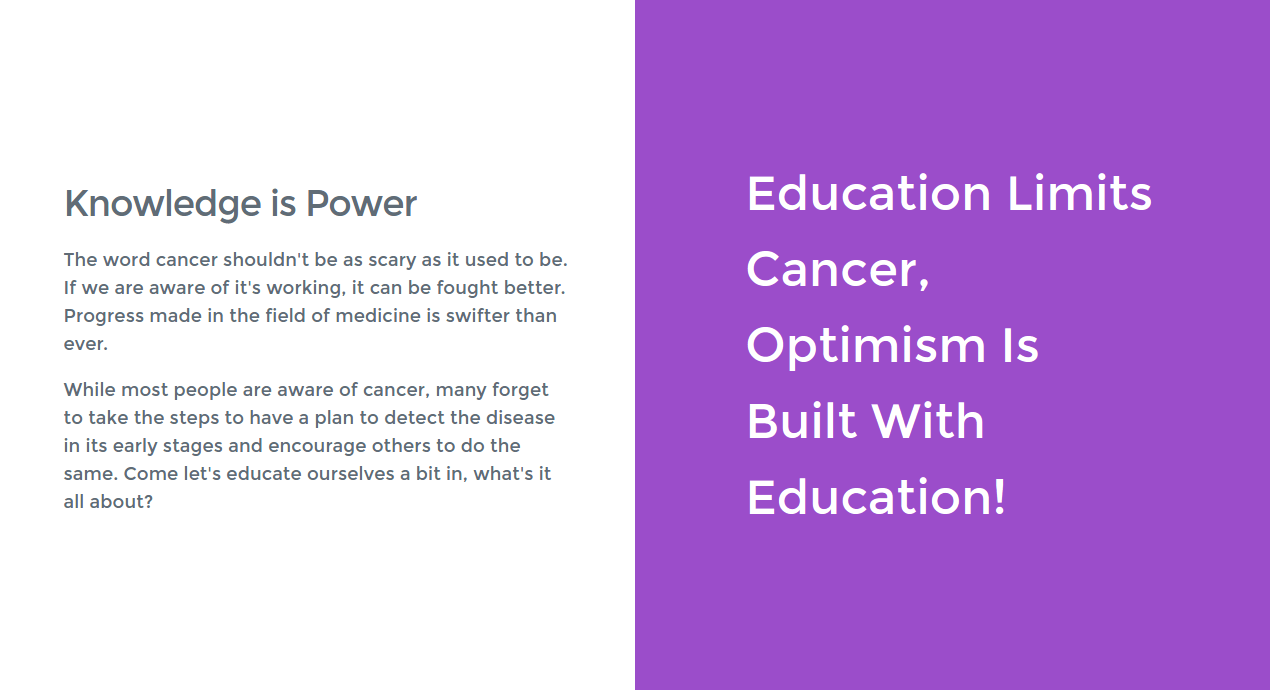 Knowledge is Power
The word cancer shouldn't be as scary as it used to be.
If we are aware of it's working, it can be fought better.
Progress made in the field of medicine is swifter than
ever.
While most people are aware of cancer, many forget
to take the steps to have a plan to detect the disease
in its early stages and encourage others to do the
same. Come let's educate ourselves a bit in, what's it
all about?
Education Limits
Cancer,
Optimism Is
Built With
Education!